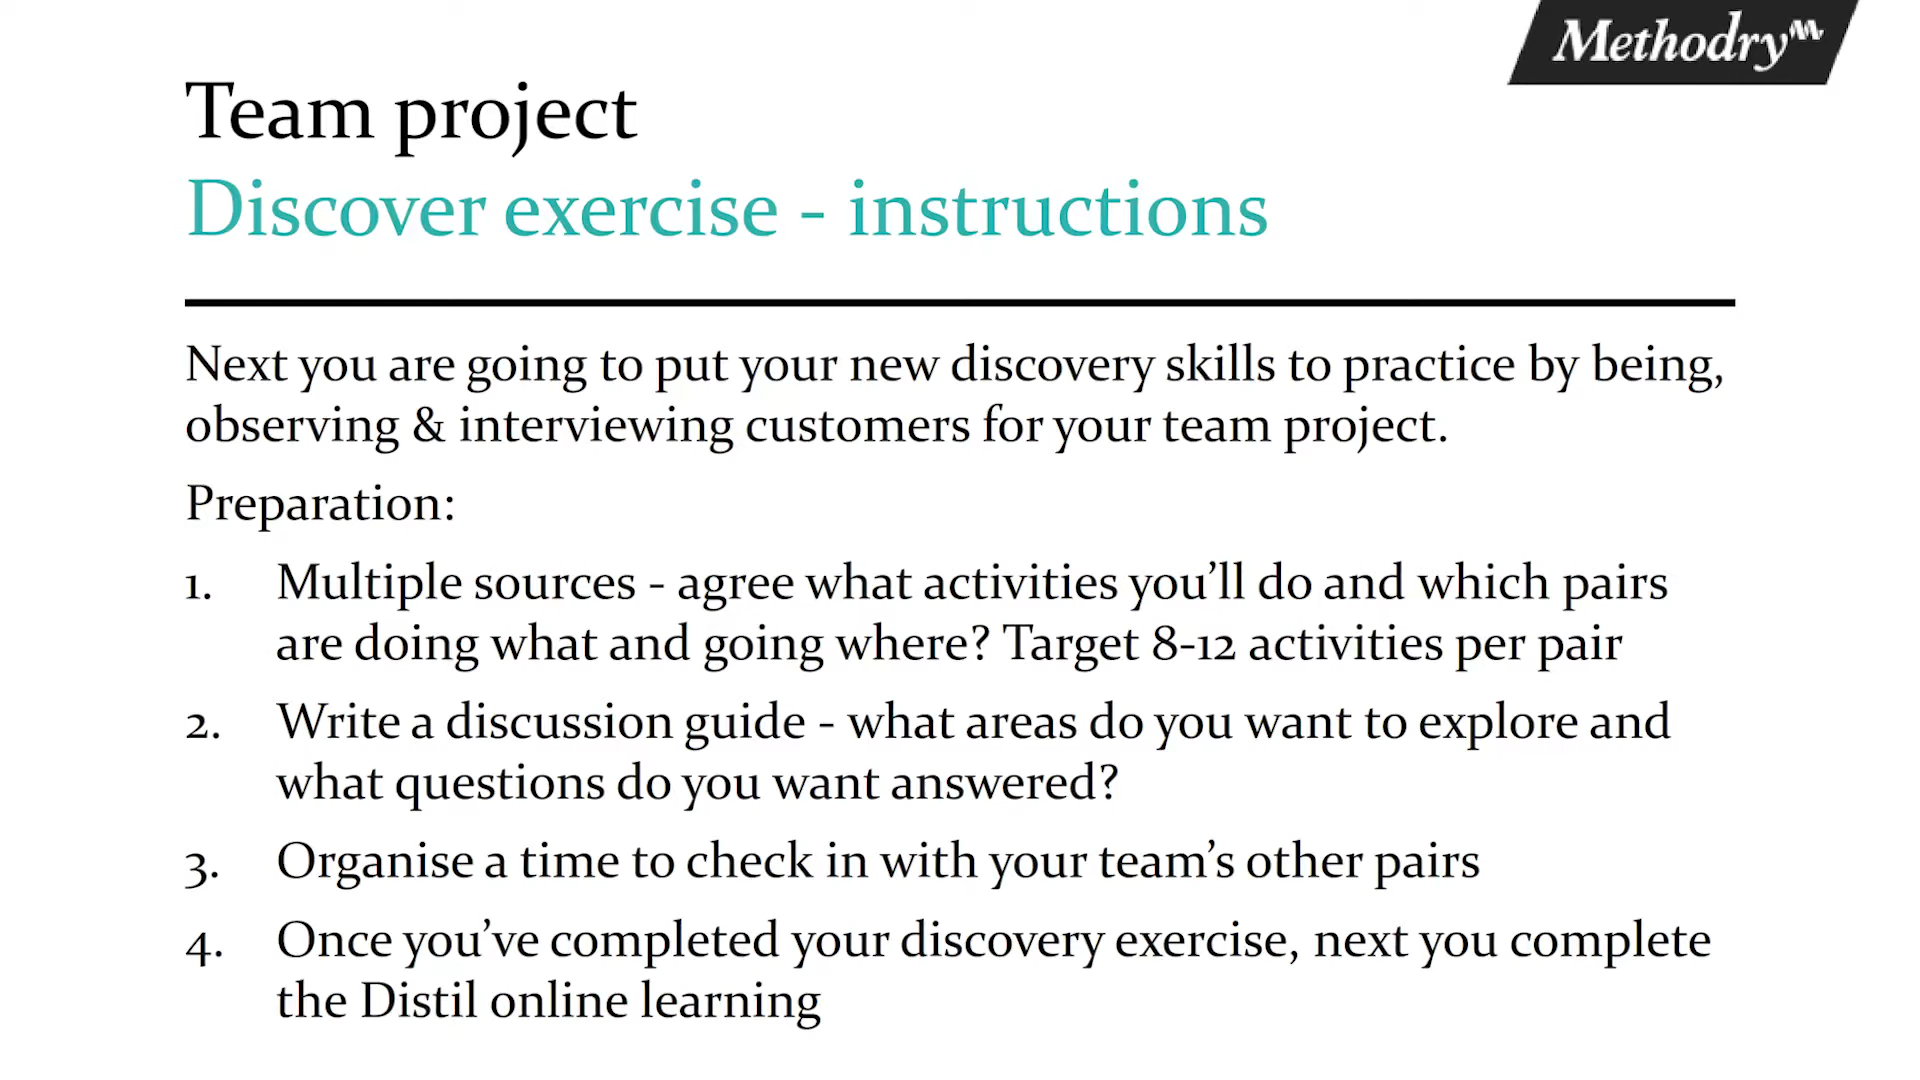 Methodry
Team project
Discover exercise - instructions
Next you are going to put your new discovery skills to practice by being,
observing & interviewing customers for your team project.
Preparation:
1. Multiple sources - agree what activities you’ll do and which pairs
are doing what and going where? Target 8-12 activities per pair
2. Write a discussion guide - what areas do you want to explore and
what questions do you want answered?
3. Organise a time to check in with your team’s other pairs
4. Once you’ve completed your discovery exercise, next you complete
the Distil online learning